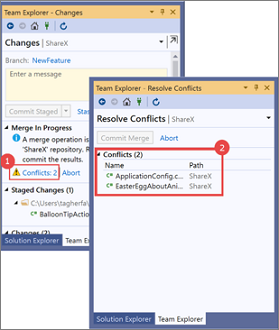 Team Explorer - Changes
Changes | ShareX
Branch: NewFeature
Enter a message
Commit Staged
Merge In Progress
A merge operation is
'ShareX' repository.
commit the results.
1
Conflicts: 2 Abort
Staged Changes (1)
C:\Users\tagherfa\
BalloonTipAction
Changes (2)
Solution Explorer Team Explorer
Team Explorer - Resolve Conflicts
Resolve Conflicts | ShareX
Commit Merge Abort
2
Conflicts (2)
Name Path
ApplicationConfig.c... ShareX
EasterEggAboutAni... ShareX
Solution Explorer Team Explorer